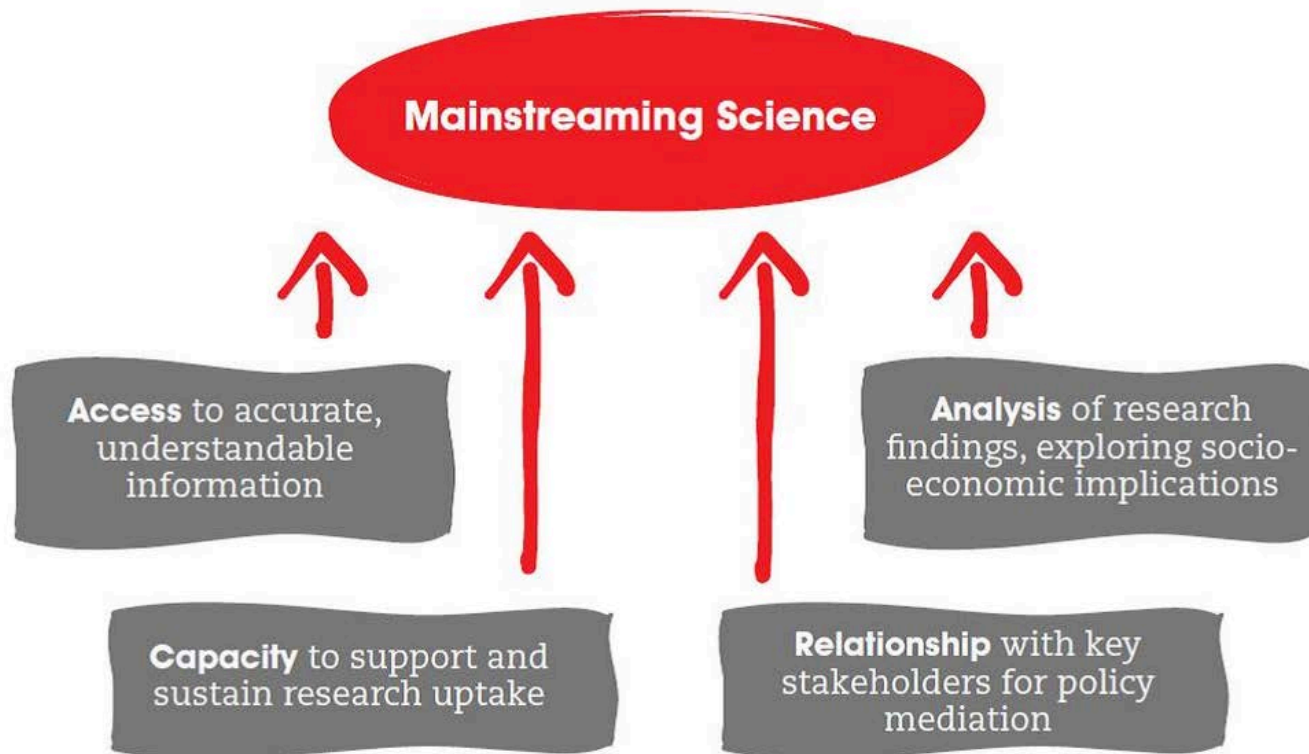 Mainstreaming Science
Access to accurate,
understandable
information
Analysis of research
findings, exploring socio-
economic implications
Capacity to support and
sustain research uptake
Relationship with key
stakeholders for policy
mediation